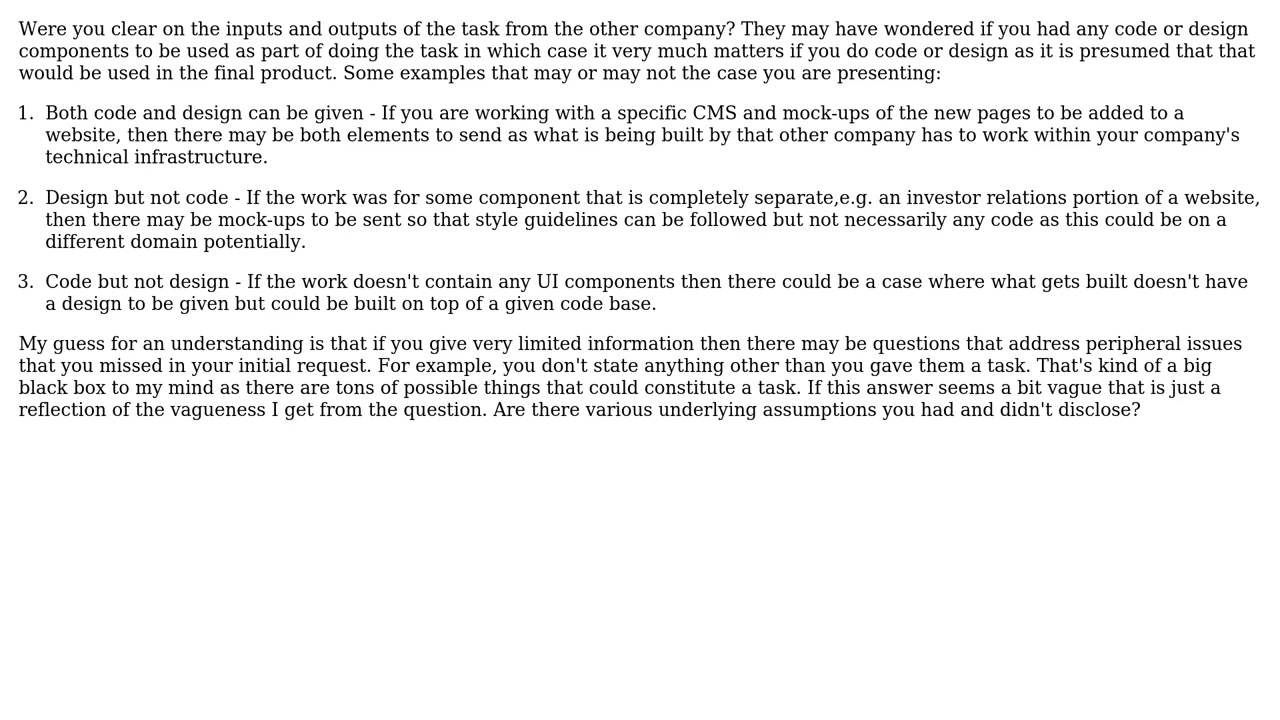 Were you clear on the inputs and outputs of the task from the other company? They may have wondered if you had any code or design
components to be used as part of doing the task in which case it very much matters if you do code or design as it is presumed that that
would be used in the final product. Some examples that may or may not the case you are presenting:
1. Both code and design can be given - If you are working with a specific CMS and mock-ups of the new pages to be added to a
website, then there may be both elements to send as what is being built by that other company has to work within your company's
technical infrastructure.
2. Design but not code - If the work was for some component that is completely separate,e.g. an investor relations portion of a website,
then there may be mock-ups to be sent so that style guidelines can be followed but not necessarily any code as this could be on a
different domain potentially.
3. Code but not design - If the work doesn't contain any UI components then there could be a case where what gets built doesn't have
a design to be given but could be built on top of a given code base.
My guess for an understanding is that if you give very limited information then there may be questions that address peripheral issues
that you missed in your initial request. For example, you don't state anything other than you gave them a task. That's kind of a big
black box to my mind as there are tons of possible things that could constitute a task. If this answer seems a bit vague that is just a
reflection of the vagueness I get from the question. Are there various underlying assumptions you had and didn't disclose?